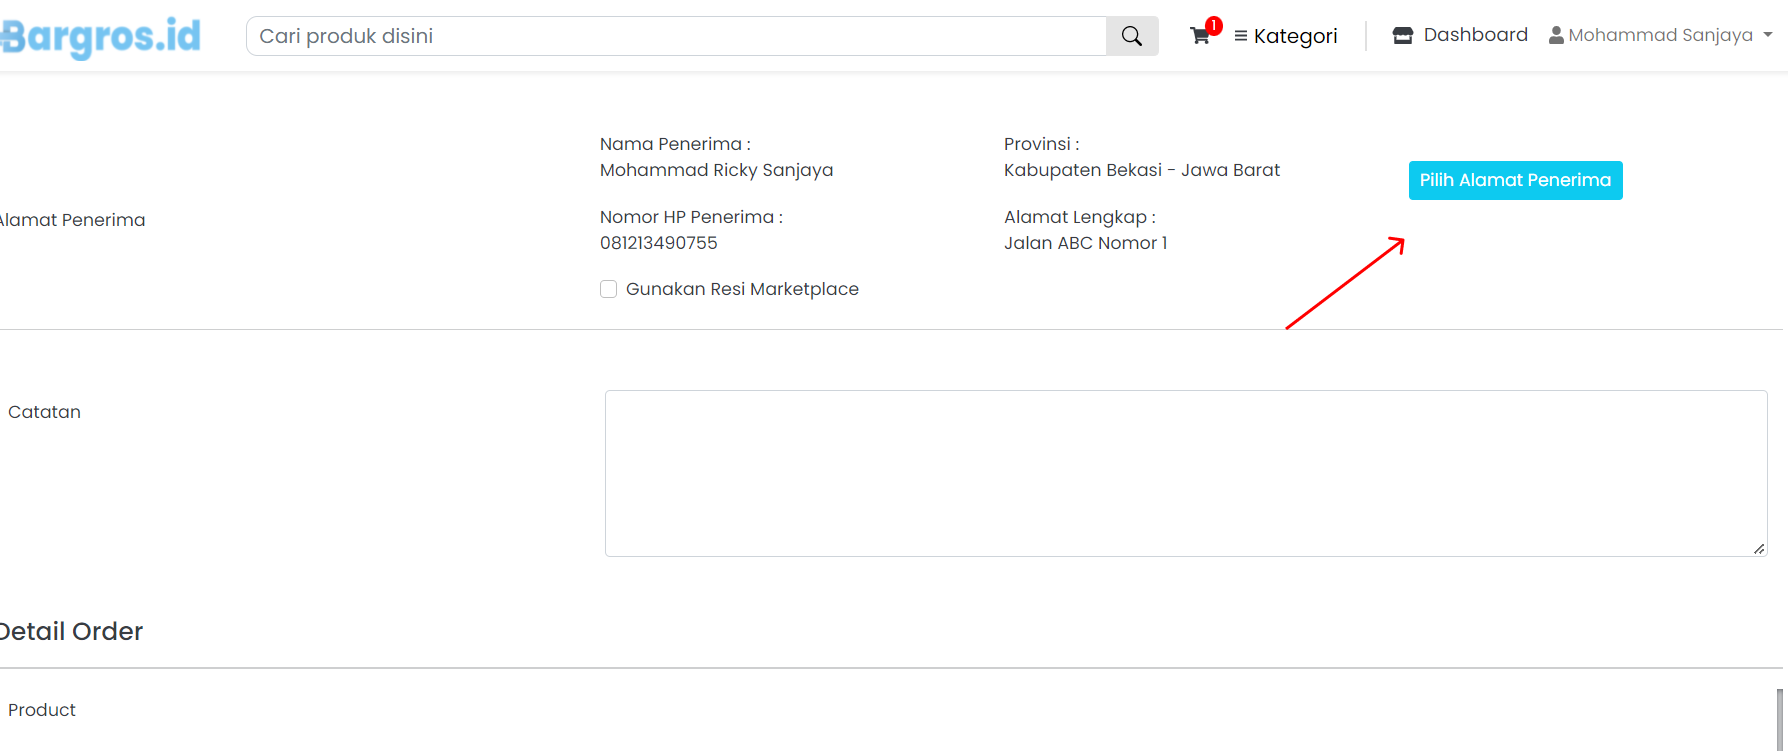 Bargros.id
Cari produk disini
1
Kategori
Dashboard
Mohammad Sanjaya
Alamat Penerima
Nama Penerima :
Mohammad Ricky Sanjaya
Nomor HP Penerima :
081213490755
Gunakan Resi Marketplace
Provinsi :
Kabupaten Bekasi - Jawa Barat
Alamat Lengkap :
Jalan ABC Nomor 1
Pilih Alamat Penerima
Catatan
Detail Order
Product